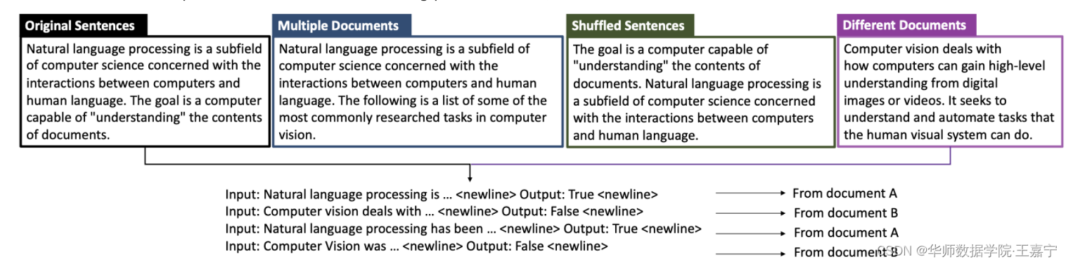 Original Sentences
Natural language processing is a subfield
of computer science concerned with the
interactions between computers and
human language. The goal is a computer
capable of "understanding" the contents
of documents.
Multiple Documents
Natural language processing is a subfield of
computer science concerned with the
interactions between computers and human
language. The following is a list of some of the
most commonly researched tasks in computer
vision.
Shuffled Sentences
The goal is a computer capable of
"understanding" the contents of
documents. Natural language processing is
a subfield of computer science concerned
with the interactions between computers
and human language.
Different Documents
Computer vision deals with
how computers can gain high-level
understanding from digital
images or videos. It seeks to
understand and automate tasks that
the human visual system can do.
Input: Natural language processing is … <newline> Output: True <newline>
From document A
Input: Computer vision deals with … <newline> Output: False <newline>
From document B
Input: Natural language processing has been … <newline> Output: True <newline>
From document A
Input: Computer Vision was … <newline> Output: False <newline>
From document B
@华师数据学院·王嘉宁